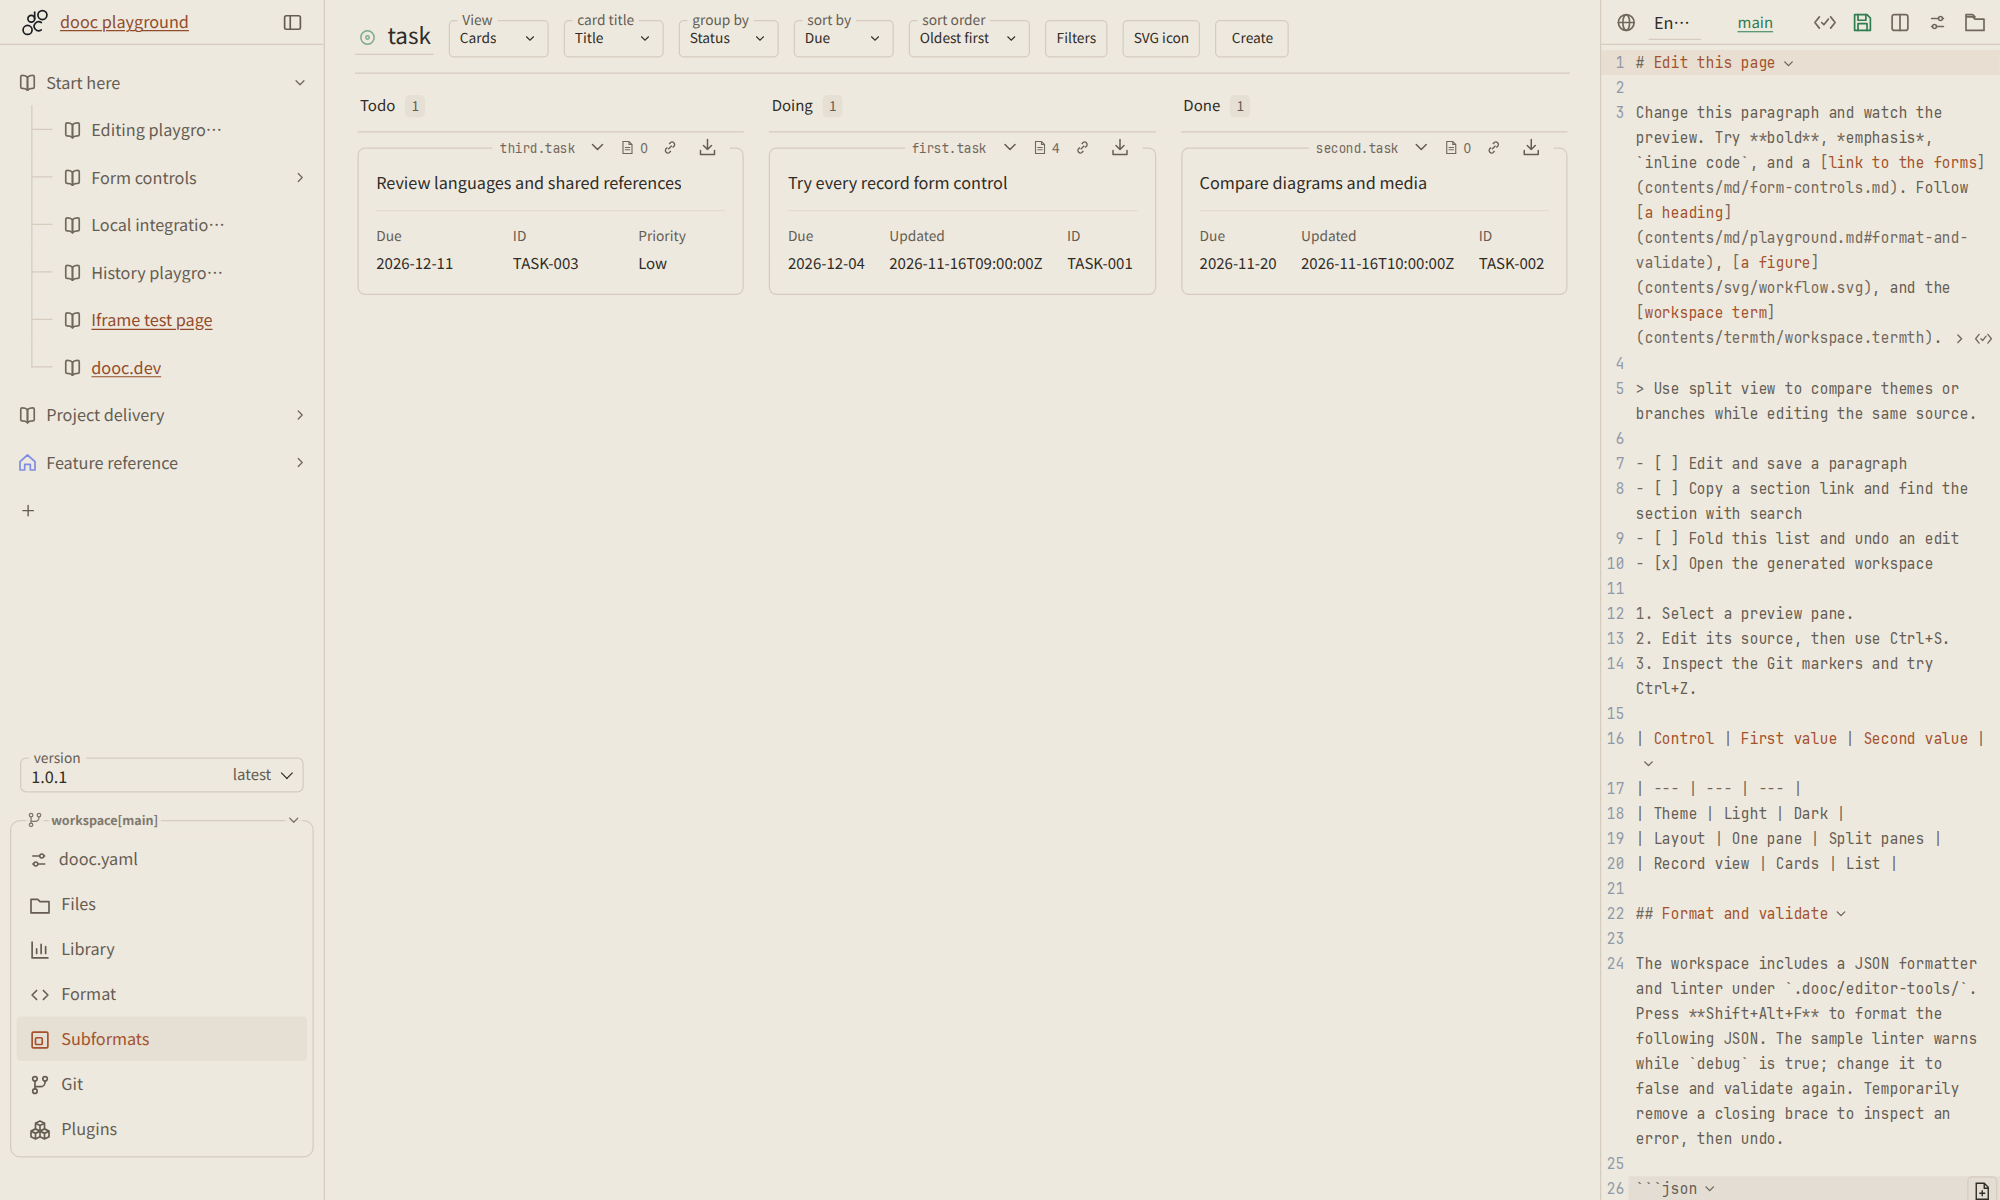 dooc playground
Start here
Editing playgro···
Form controls
Local integratio···
History playgro···
Iframe test page
dooc.dev
Project delivery
Feature reference
version
1.0.1 latest
workspace[main]
dooc.yaml
Files
Library
Format
Subformats
Git
Plugins
task
View
Cards
card title
Title
group by
Status
sort by
Due
sort order
Oldest first
Filters
SVG icon
Create
Todo 1
third.task 0
Review languages and shared references
Due ID Priority
2026-12-11 TASK-003 Low
Doing 1
first.task 4
Try every record form control
Due Updated ID
2026-12-04 2026-11-16T09:00:00Z TASK-001
Done 1
second.task 0
Compare diagrams and media
Due Updated ID
2026-11-20 2026-11-16T10:00:00Z TASK-002
En··· main
1 # Edit this page
2
3 Change this paragraph and watch the
preview. Try **bold**, *emphasis*,
`inline code`, and a [link to the forms]
(contents/md/form-controls.md). Follow
[a heading]
(contents/md/playground.md#format-and-
validate), [a figure]
(contents/svg/workflow.svg), and the
[workspace term]
(contents/termth/workspace.termth).
4
5 > Use split view to compare themes or
branches while editing the same source.
6
7 - [ ] Edit and save a paragraph
8 - [ ] Copy a section link and find the
section with search
9 - [ ] Fold this list and undo an edit
10 - [x] Open the generated workspace
11
12 1. Select a preview pane.
13 2. Edit its source, then use Ctrl+S.
14 3. Inspect the Git markers and try
Ctrl+Z.
15
16 | Control | First value | Second value |
17 | --- | --- | --- |
18 | Theme | Light | Dark |
19 | Layout | One pane | Split panes |
20 | Record view | Cards | List |
21
22 ## Format and validate
23
24 The workspace includes a JSON formatter
and linter under `.dooc/editor-tools/`.
Press **Shift+Alt+F** to format the
following JSON. The sample linter warns
while `debug` is true; change it to
false and validate again. Temporarily
remove a closing brace to inspect an
error, then undo.
25
26 ```json